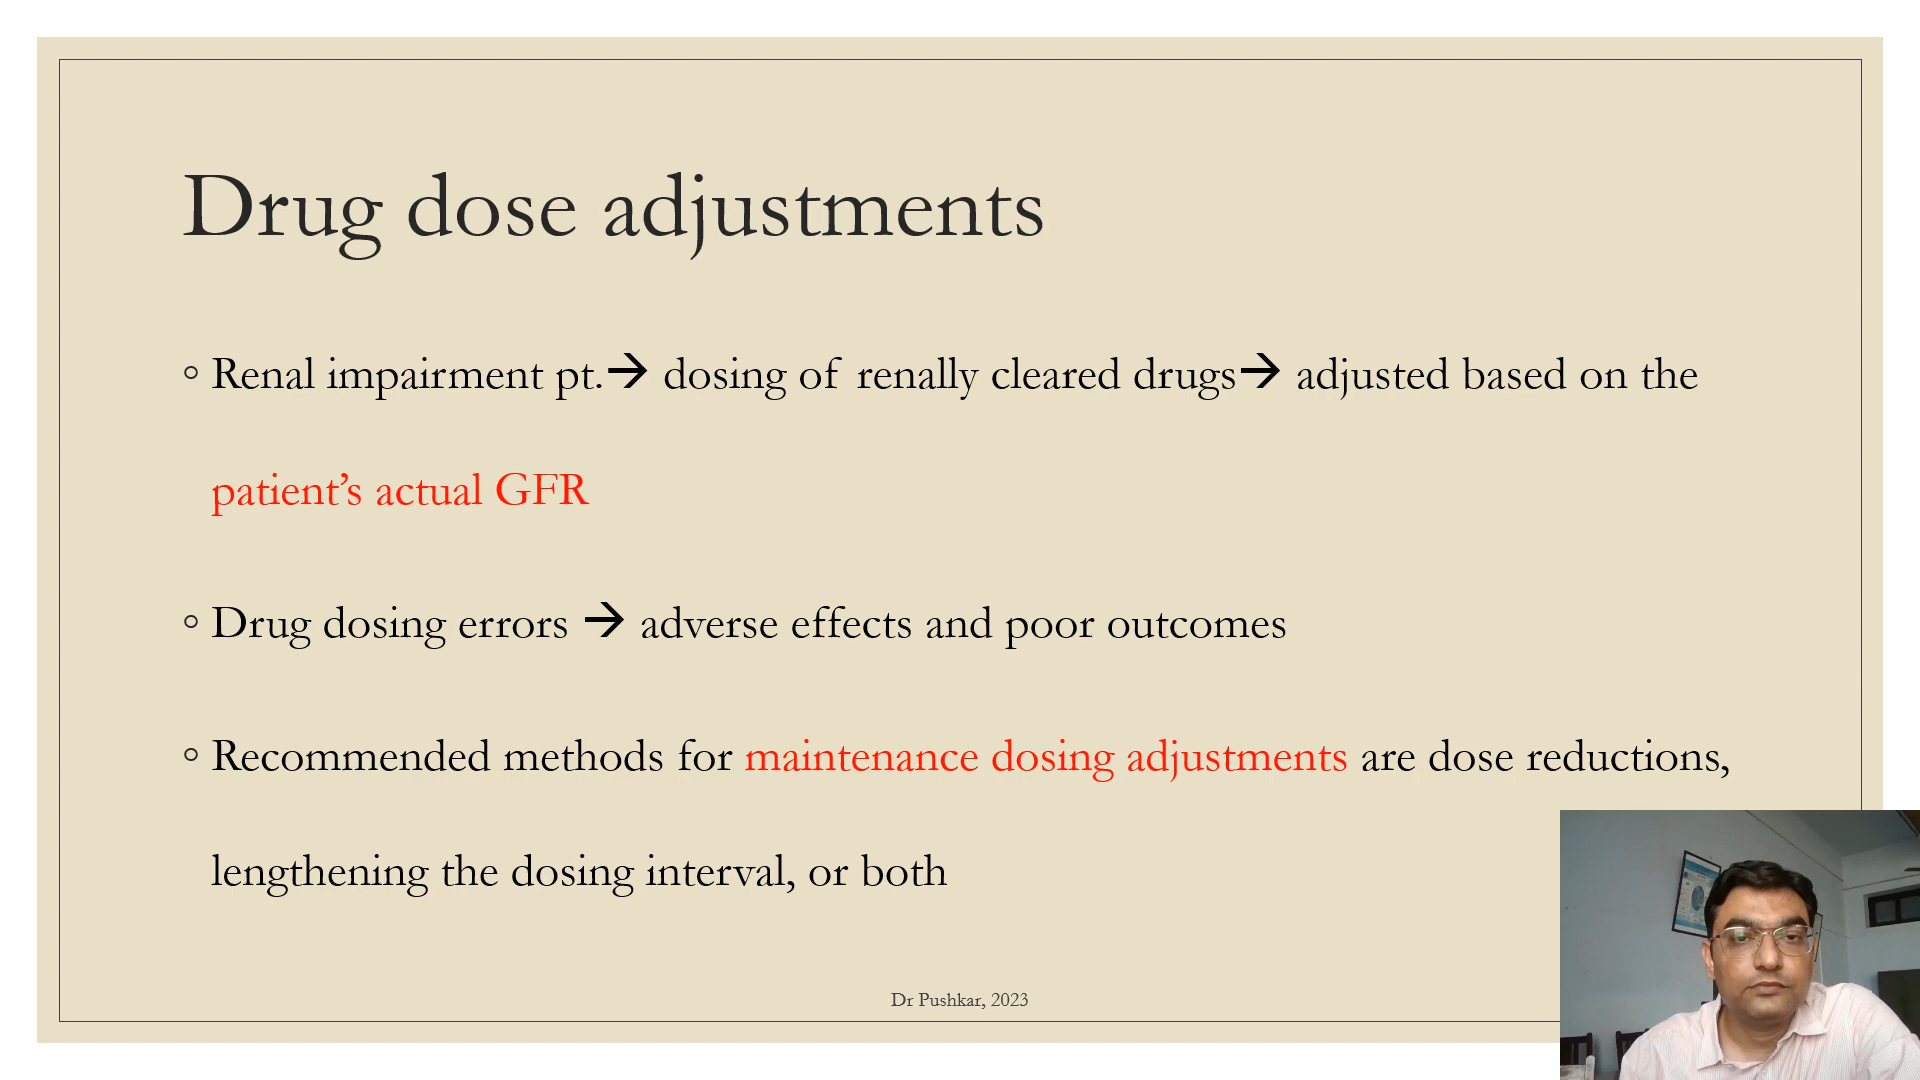 Drug dose adjustments
◦ Renal impairment pt.→ dosing of renally cleared drugs→ adjusted based on the
patient’s actual GFR
◦ Drug dosing errors → adverse effects and poor outcomes
◦ Recommended methods for maintenance dosing adjustments are dose reductions,
lengthening the dosing interval, or both
Dr Pushkar, 2023